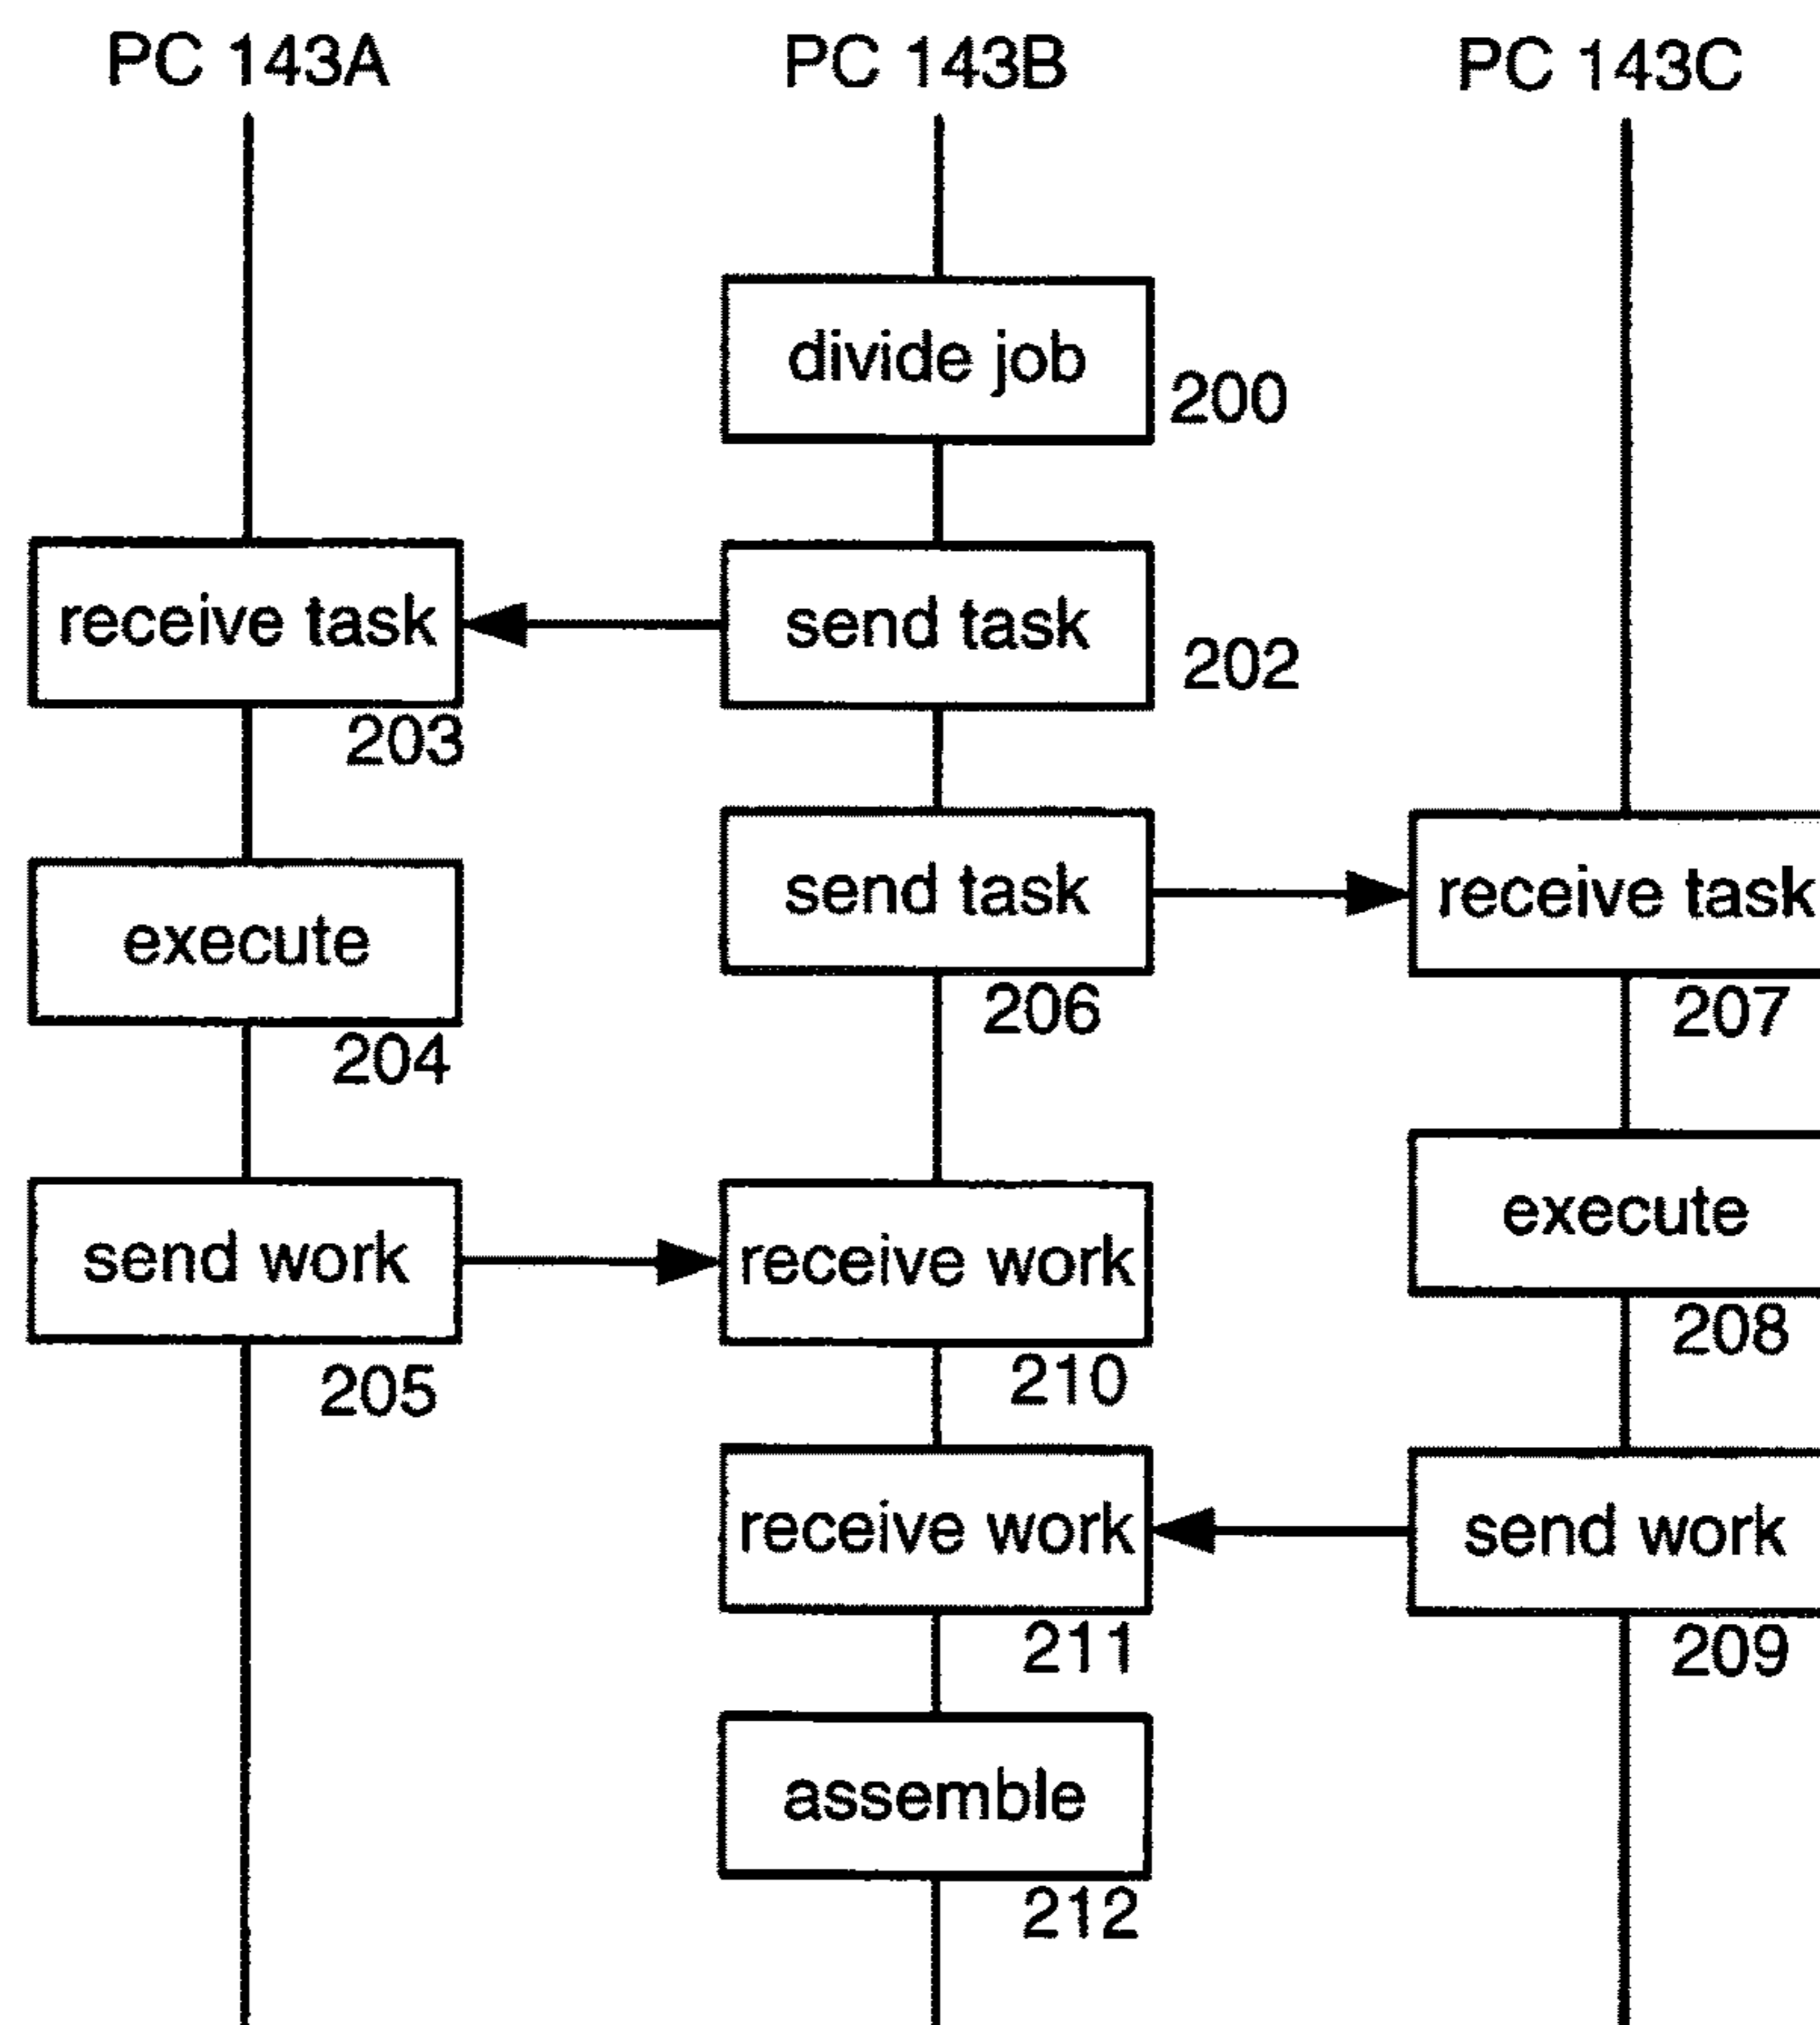 PC 143A PC 143B PC 143C
divide job
200
receive task
send task
202
203
send task
receive task
execute
206
207
204
send work
receive work
execute
210
208
205
receive work
send work
211
209
assemble
212